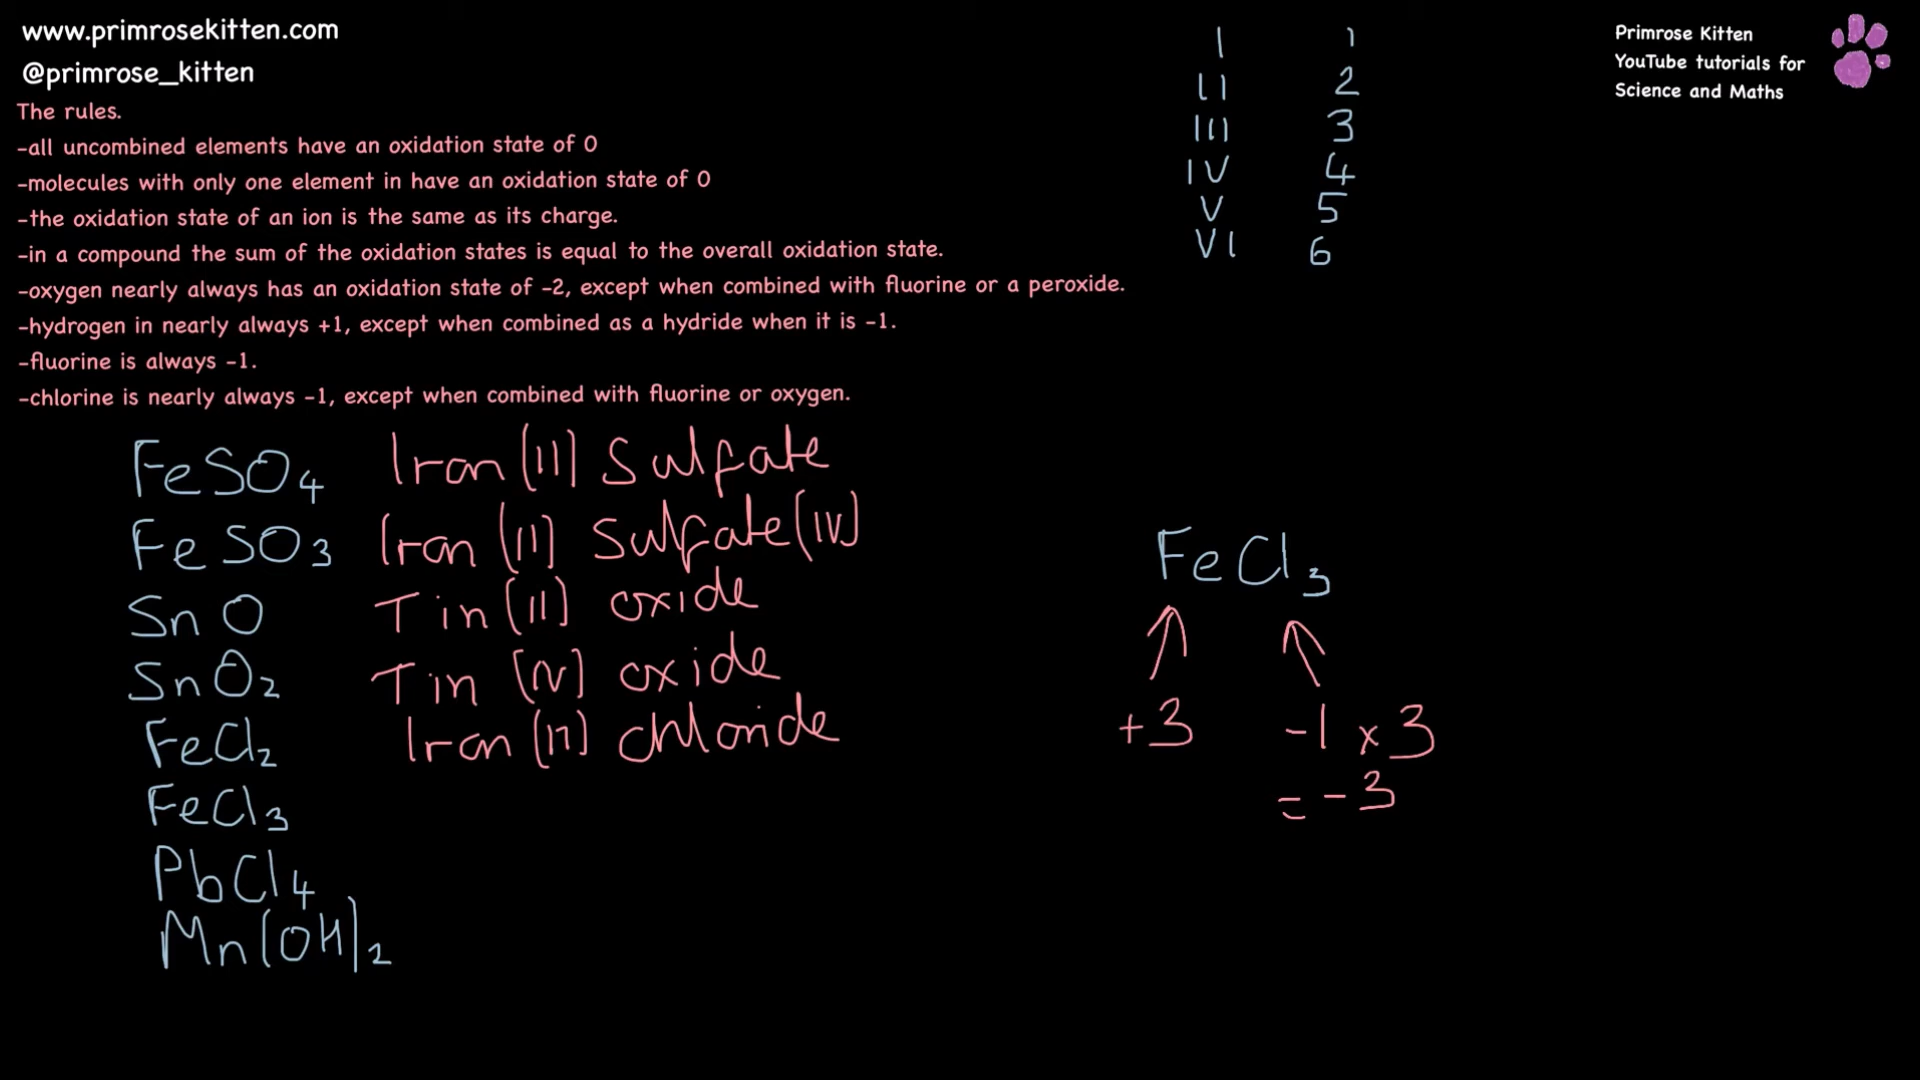 www.primrosekitten.com
@primrose_kitten
Primrose Kitten
YouTube tutorials for
Science and Maths
I 1
II 2
III 3
IV 4
V 5
VI 6
The rules.
-all uncombined elements have an oxidation state of 0
-molecules with only one element in have an oxidation state of 0
-the oxidation state of an ion is the same as its charge.
-in a compound the sum of the oxidation states is equal to the overall oxidation state.
-oxygen nearly always has an oxidation state of -2, except when combined with fluorine or a peroxide.
-hydrogen in nearly always +1, except when combined as a hydride when it is -1.
-fluorine is always -1.
-chlorine is nearly always -1, except when combined with fluorine or oxygen.
FeSO₄ Iron (II) Sulfate
FeSO₃ Iron (II) Sulfate (IV)
SnO Tin (II) oxide
SnO₂ Tin (IV) oxide
FeCl₂ Iron (II) chloride
FeCl₃
PbCl₄
Mn(OH)₂
FeCl₃
+3 -1 x 3
= -3